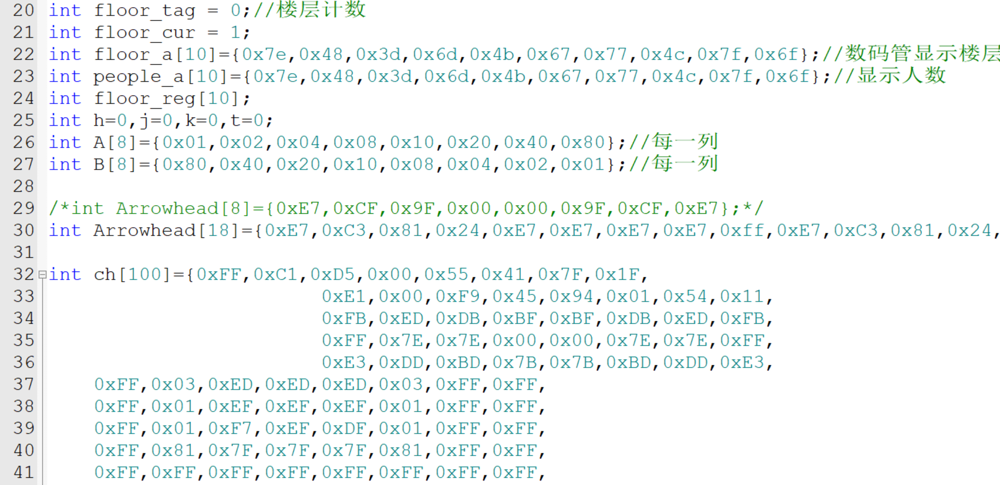 20 int floor_tag = 0;//楼层计数
21 int floor_cur = 1;
22 int floor_a[10]={0x7e,0x48,0x3d,0x6d,0x4b,0x67,0x77,0x4c,0x7f,0x6f};//数码管显示楼层
23 int people_a[10]={0x7e,0x48,0x3d,0x6d,0x4b,0x67,0x77,0x4c,0x7f,0x6f};//显示人数
24 int floor_reg[10];
25 int h=0,j=0,k=0,t=0;
26 int A[8]={0x01,0x02,0x04,0x08,0x10,0x20,0x40,0x80};//每一列
27 int B[8]={0x80,0x40,0x20,0x10,0x08,0x04,0x02,0x01};//每一列
28
29 /*int Arrowhead[8]={0xE7,0xCF,0x9F,0x00,0x00,0x9F,0xCF,0xE7};*/
30 int Arrowhead[18]={0xE7,0xC3,0x81,0x24,0xE7,0xE7,0xE7,0xE7,0xff,0xE7,0xC3,0x81,0x24,
31
32 int ch[100]={0xFF,0xC1,0xD5,0x00,0x55,0x41,0x7F,0x1F,
33 0xE1,0x00,0xF9,0x45,0x94,0x01,0x54,0x11,
34 0xFB,0xED,0xDB,0xBF,0xBF,0xDB,0xED,0xFB,
35 0xFF,0x7E,0x7E,0x00,0x00,0x7E,0x7E,0xFF,
36 0xE3,0xDD,0xBD,0x7B,0x7B,0xBD,0xDD,0xE3,
37 0xFF,0x03,0xED,0xED,0xED,0x03,0xFF,0xFF,
38 0xFF,0x01,0xEF,0xEF,0xEF,0x01,0xFF,0xFF,
39 0xFF,0x01,0xF7,0xEF,0xDF,0x01,0xFF,0xFF,
40 0xFF,0x81,0x7F,0x7F,0x7F,0x81,0xFF,0xFF,
41 0xFF,0xFF,0xFF,0xFF,0xFF,0xFF,0xFF,0xFF,